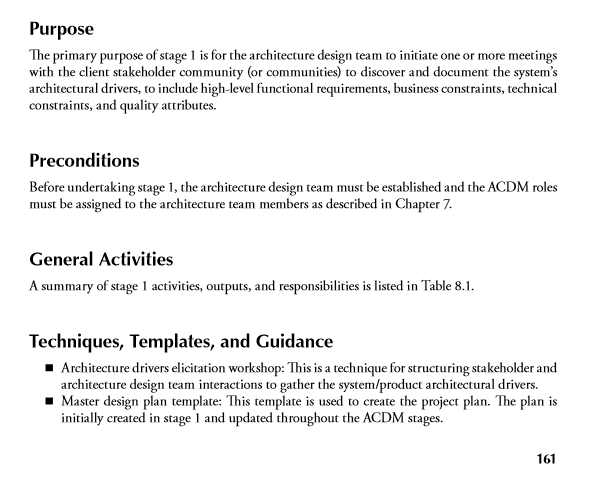 Purpose
The primary purpose of stage 1 is for the architecture design team to initiate one or more meetings
with the client stakeholder community (or communities) to discover and document the system's
architectural drivers, to include high-level functional requirements, business constraints, technical
constraints, and quality attributes.
Preconditions
Before undertaking stage 1, the architecture design team must be established and the ACDM roles
must be assigned to the architecture team members as described in Chapter 7.
General Activities
A summary of stage 1 activities, outputs, and responsibilities is listed in Table 8.1.
Techniques, Templates, and Guidance
■ Architecture drivers elicitation workshop: This is a technique for structuring stakeholder and
architecture design team interactions to gather the system/product architectural drivers.
■ Master design plan template: This template is used to create the project plan. The plan is
initially created in stage 1 and updated throughout the ACDM stages.
161